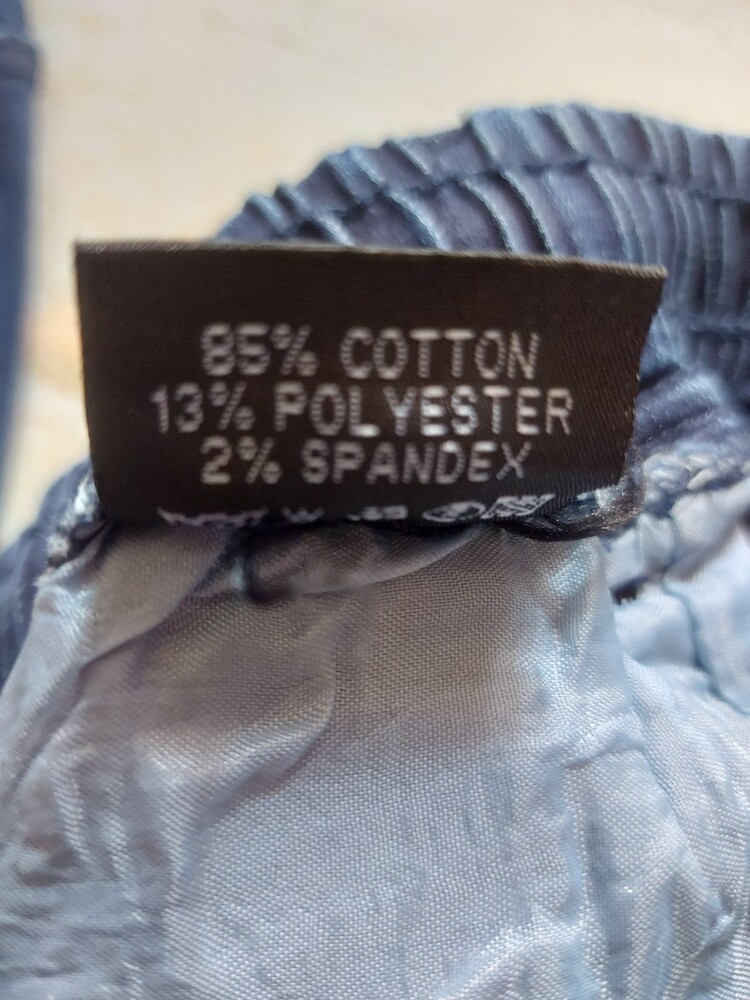 85% COTTON
13% POLYESTER
2% SPANDEX